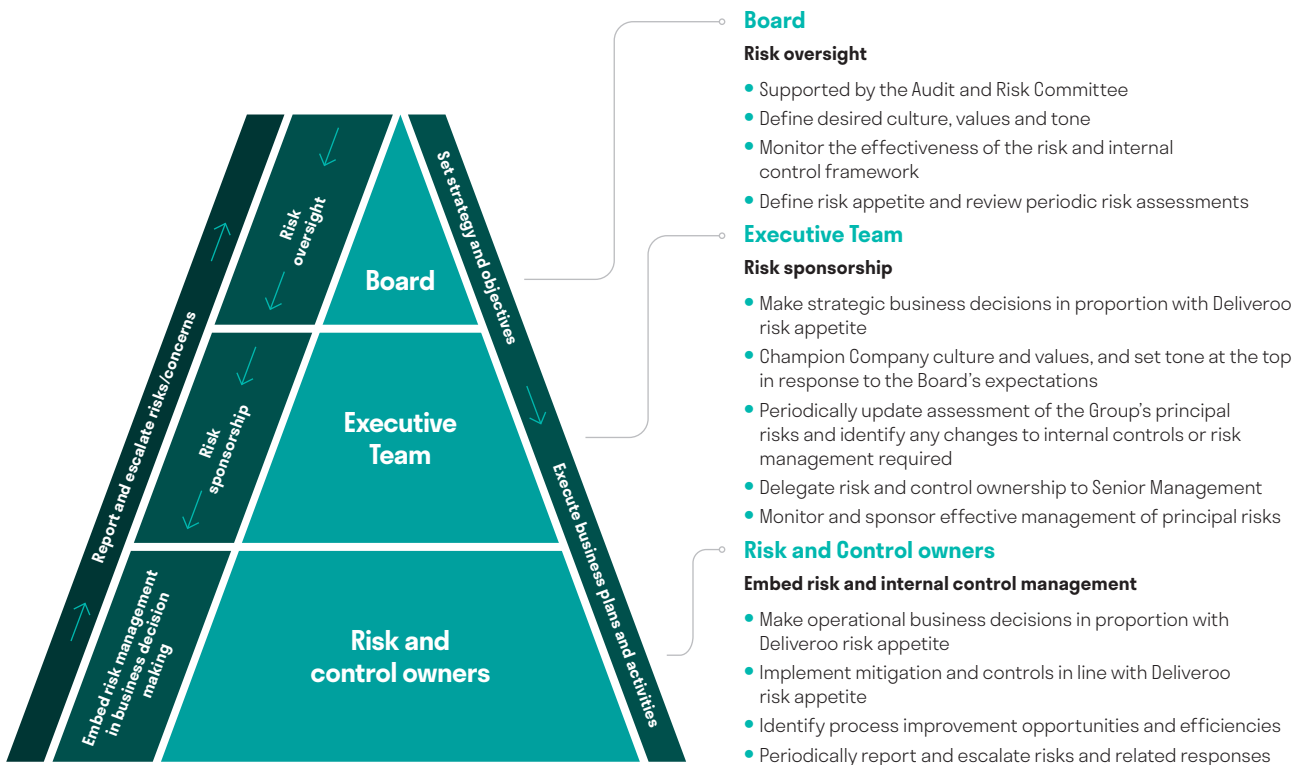 Report and escalate risks/concerns
Risk
oversight
Risk
sponsorship
Embed risk management
in business decision
making
Board
Executive
Team
Risk and
control owners
Set strategy and objectives
Execute business plans and activities
Board
Risk oversight
• Supported by the Audit and Risk Committee
• Define desired culture, values and tone
• Monitor the effectiveness of the risk and internal
control framework
• Define risk appetite and review periodic risk assessments
Executive Team
Risk sponsorship
• Make strategic business decisions in proportion with Deliveroo
risk appetite
• Champion Company culture and values, and set tone at the top
in response to the Board’s expectations
• Periodically update assessment of the Group’s principal
risks and identify any changes to internal controls or risk
management required
• Delegate risk and control ownership to Senior Management
• Monitor and sponsor effective management of principal risks
Risk and Control owners
Embed risk and internal control management
• Make operational business decisions in proportion with
Deliveroo risk appetite
• Implement mitigation and controls in line with Deliveroo
risk appetite
• Identify process improvement opportunities and efficiencies
• Periodically report and escalate risks and related responses